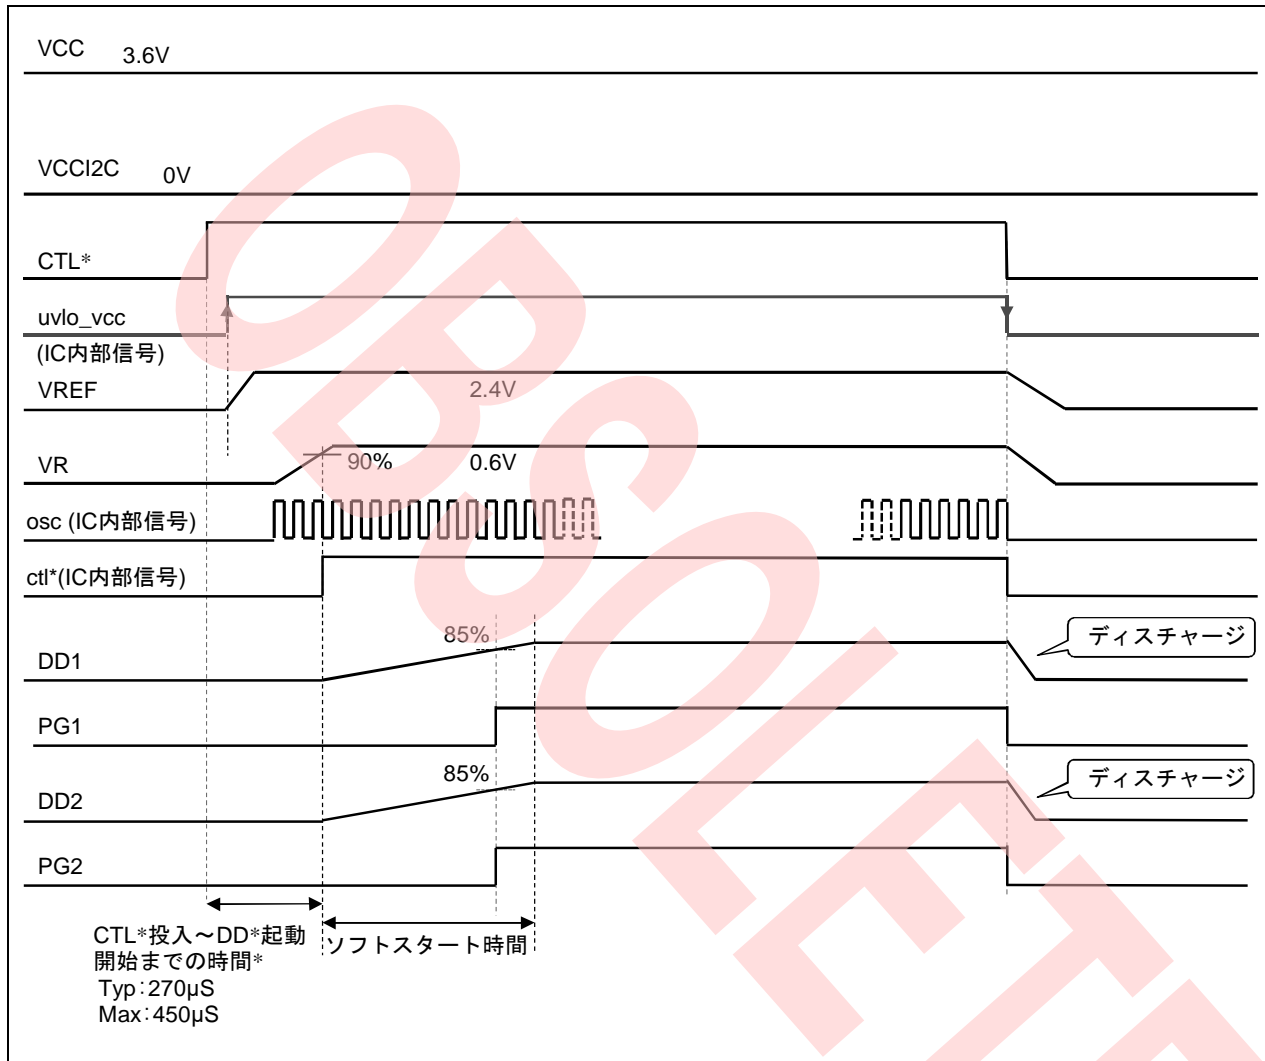 VCC 3.6V
VCCI2C 0V
CTL*
uvlo_vcc
(IC内部信号)
VREF 2.4V
VR 90% 0.6V
osc (IC内部信号)
ctl*(IC内部信号)
85% ディスチャージ
DD1
PG1
85% ディスチャージ
DD2
PG2
CTL*投入～DD*起動
開始までの時間*
Typ:270μS
Max:450μS
ソフトスタート時間
OBSOLETE